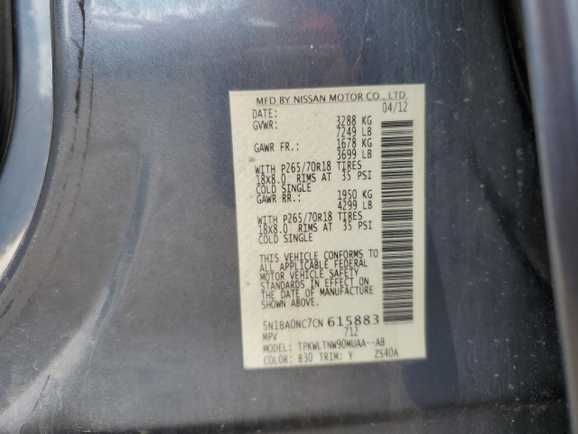 MFD BY NISSAN MOTOR CO., LTD.
DATE: 04/12
GVWR: 3288 KG
7249 LB
GAWR FR.: 1678 KG
3699 LB
WITH P265/70R18 TIRES
18X8.0 RIMS AT 35 PSI
COLD SINGLE
GAWR RR.: 1950 KG
4299 LB
WITH P265/70R18 TIRES
18X8.0 RIMS AT 35 PSI
COLD SINGLE
THIS VEHICLE CONFORMS TO
ALL APPLICABLE FEDERAL
MOTOR VEHICLE SAFETY
STANDARDS IN EFFECT ON
THE DATE OF MANUFACTURE
SHOWN ABOVE.
5N1BA0NC7CN 615883
MPV 712
TPKWLTNW90MUAA--AB
COLOR: B30 TRIM: Y ZS40A